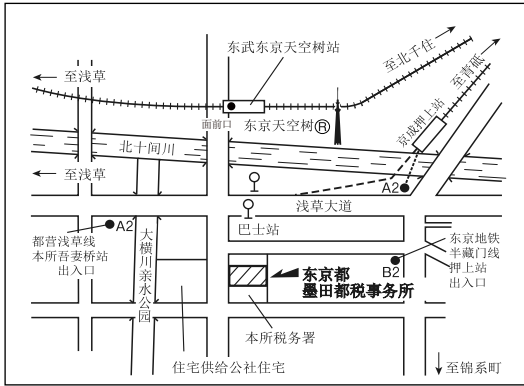 至北千住
至青砥
东武东京天空树站
至浅草
面前口
东京天空树®
京成押上站
北十间川
至浅草
A2
浅草大道
巴士站
A2
都营浅草线
本所吾妻桥站
出入口
大横川亲水公园
东京地铁
半藏门线
押上站
出入口
B2
东京都
墨田都税事务所
本所税务署
住宅供给公社住宅
至锦系町